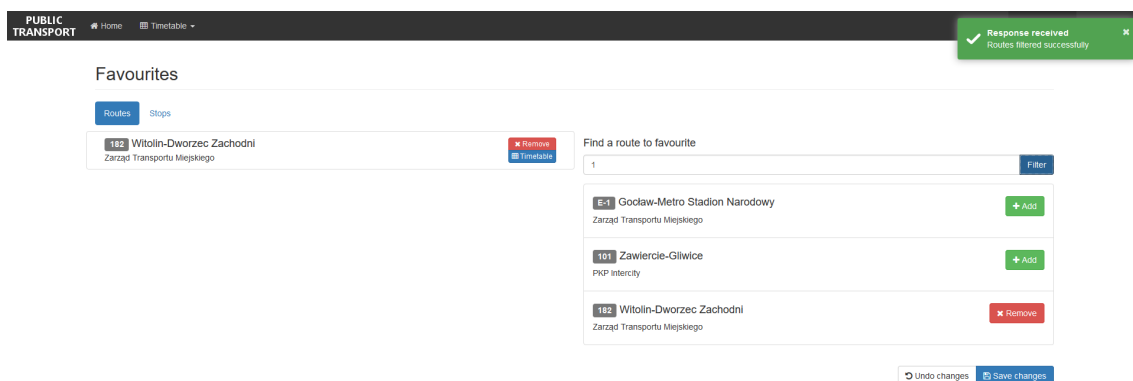 PUBLIC
TRANSPORT
Home
Timetable
Response received
Routes filtered successfully
Favourites
Routes
Stops
182 Witolin-Dworzec Zachodni
Zarząd Transportu Miejskiego
Remove
Timetable
Find a route to favourite
1
Filter
E-1 Gocław-Metro Stadion Narodowy
Zarząd Transportu Miejskiego
Add
101 Zawiercie-Gliwice
PKP Intercity
Add
182 Witolin-Dworzec Zachodni
Zarząd Transportu Miejskiego
Remove
Undo changes
Save changes